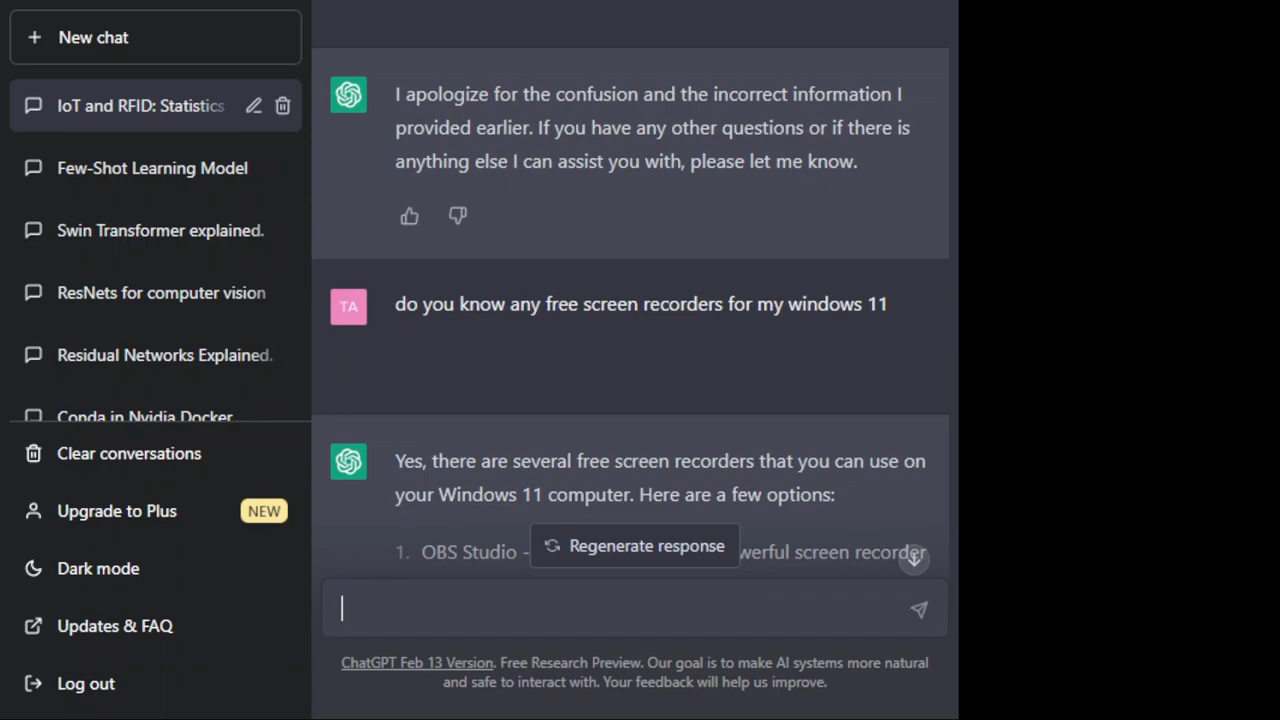 New chat
IoT and RFID: Statistics
Few-Shot Learning Model
Swin Transformer explained.
ResNets for computer vision
Residual Networks Explained.
Conda in Nvidia Docker
Clear conversations
Upgrade to Plus NEW
Dark mode
Updates & FAQ
Log out
I apologize for the confusion and the incorrect information I
provided earlier. If you have any other questions or if there is
anything else I can assist you with, please let me know.
TA do you know any free screen recorders for my windows 11
Yes, there are several free screen recorders that you can use on
your Windows 11 computer. Here are a few options:
1. OBS Studio - screen recorder
Regenerate response
ChatGPT Feb 13 Version. Free Research Preview. Our goal is to make AI systems more natural
and safe to interact with. Your feedback will help us improve.